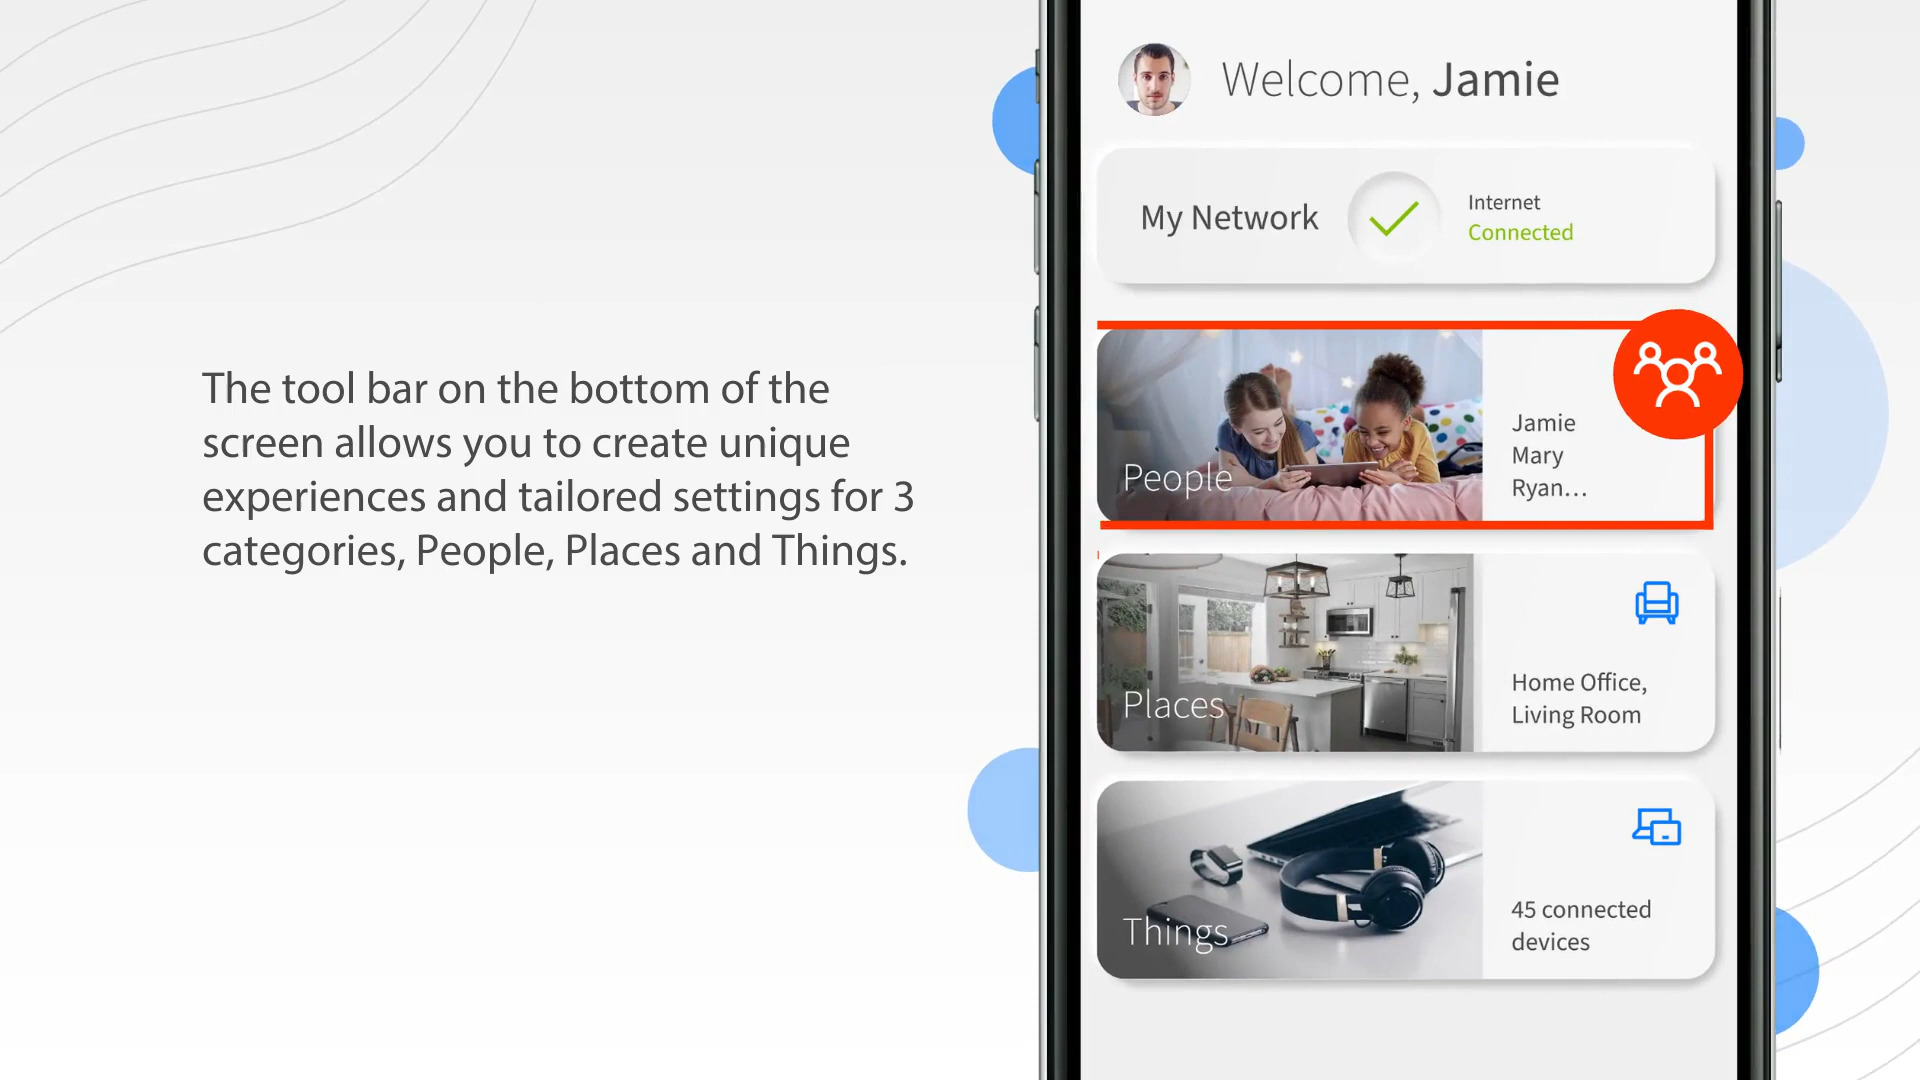 The tool bar on the bottom of the
screen allows you to create unique
experiences and tailored settings for 3
categories, People, Places and Things.
Welcome, Jamie
My Network
Internet
Connected
People
Jamie
Mary
Ryan...
Places
Home Office,
Living Room
Things
45 connected
devices